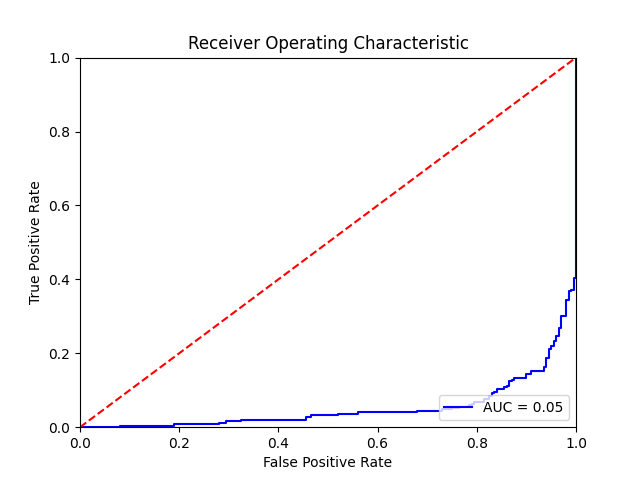 Receiver Operating Characteristic
1.0
0.8
0.6
0.4
0.2
0.0
True Positive Rate
AUC = 0.05
0.0 0.2 0.4 0.6 0.8 1.0
False Positive Rate